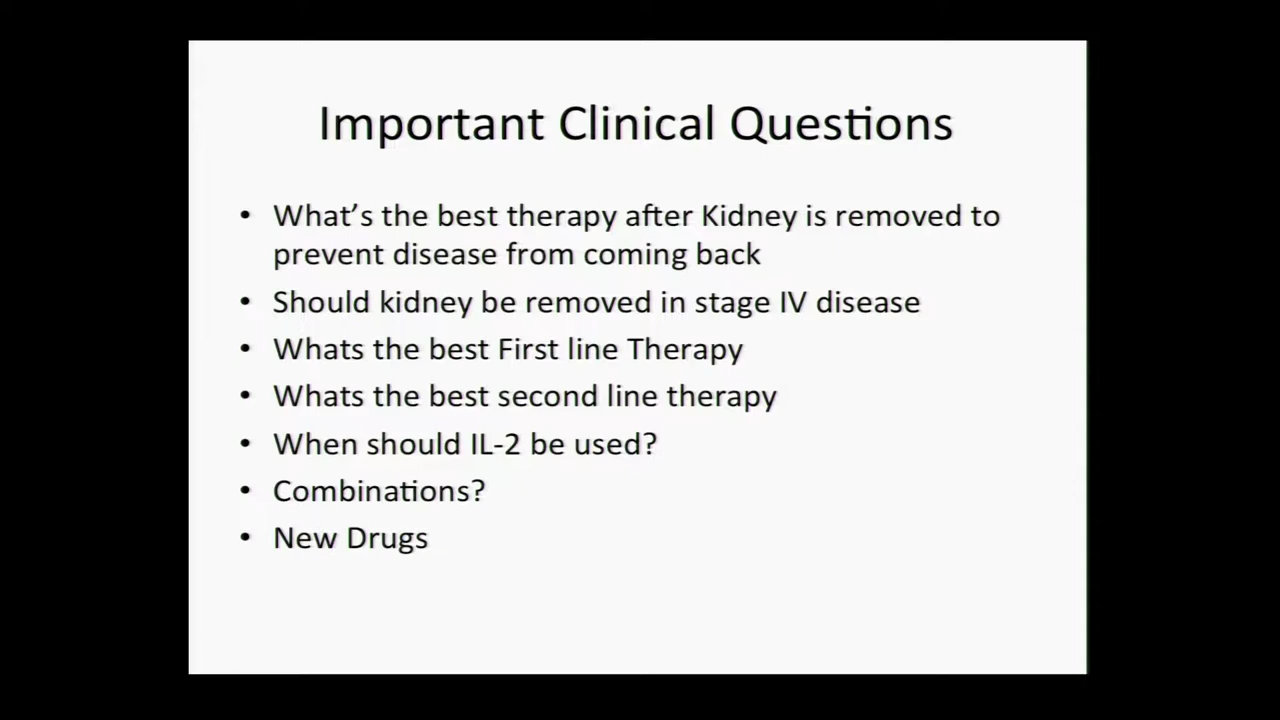 Important Clinical Questions
• What’s the best therapy after Kidney is removed to
prevent disease from coming back
• Should kidney be removed in stage IV disease
• Whats the best First line Therapy
• Whats the best second line therapy
• When should IL-2 be used?
• Combinations?
• New Drugs